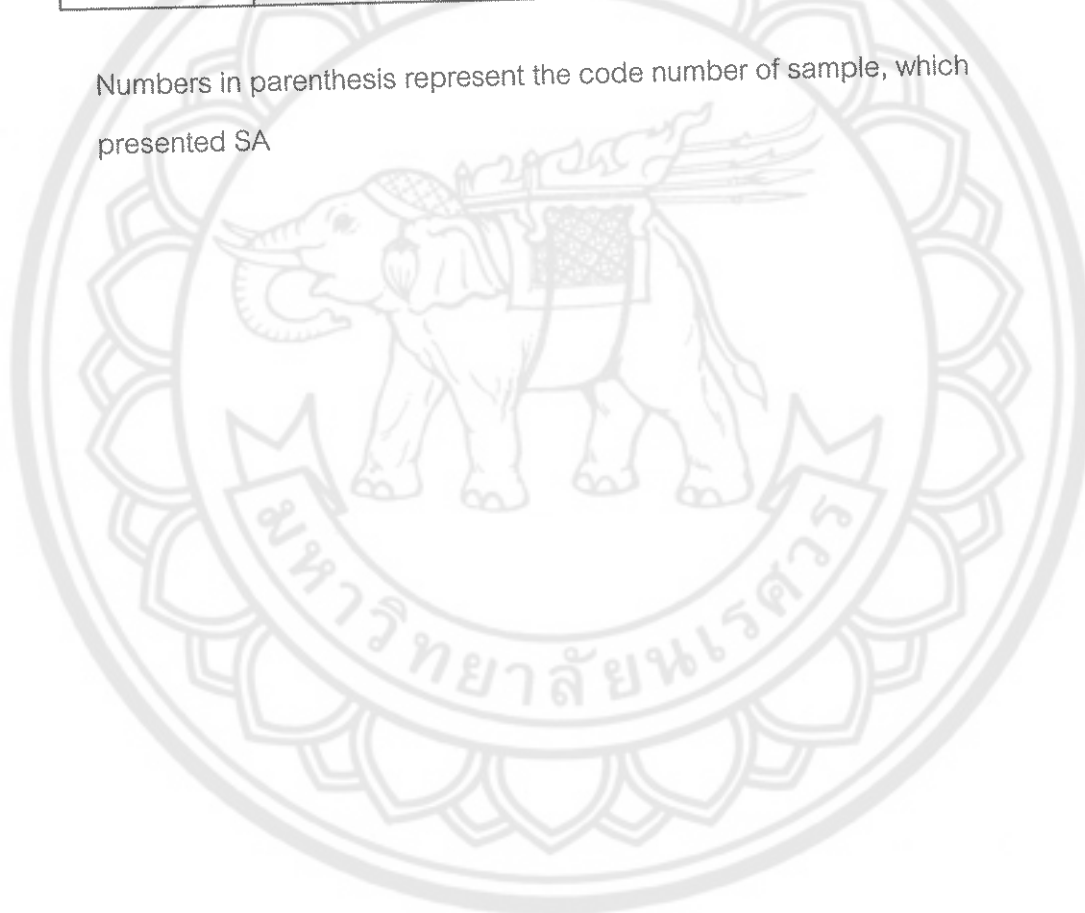 Numbers in parenthesis represent the code number of sample, which
presented SA
มหาวิทยาลัยนเรศวร